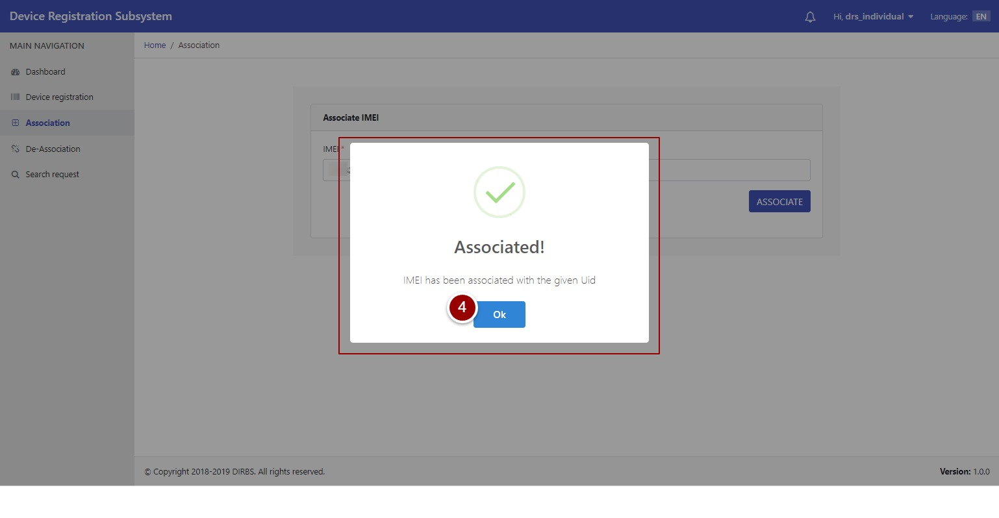 Device Registration Subsystem
Hi, drs_individual
Language: EN
MAIN NAVIGATION
Home / Association
Dashboard
Device registration
Association
De-Association
Search request
Associate IMEI
IMEI *
ASSOCIATE
Associated!
IMEI has been associated with the given Uid
4
Ok
© Copyright 2018-2019 DIRBS. All rights reserved.
Version: 1.0.0